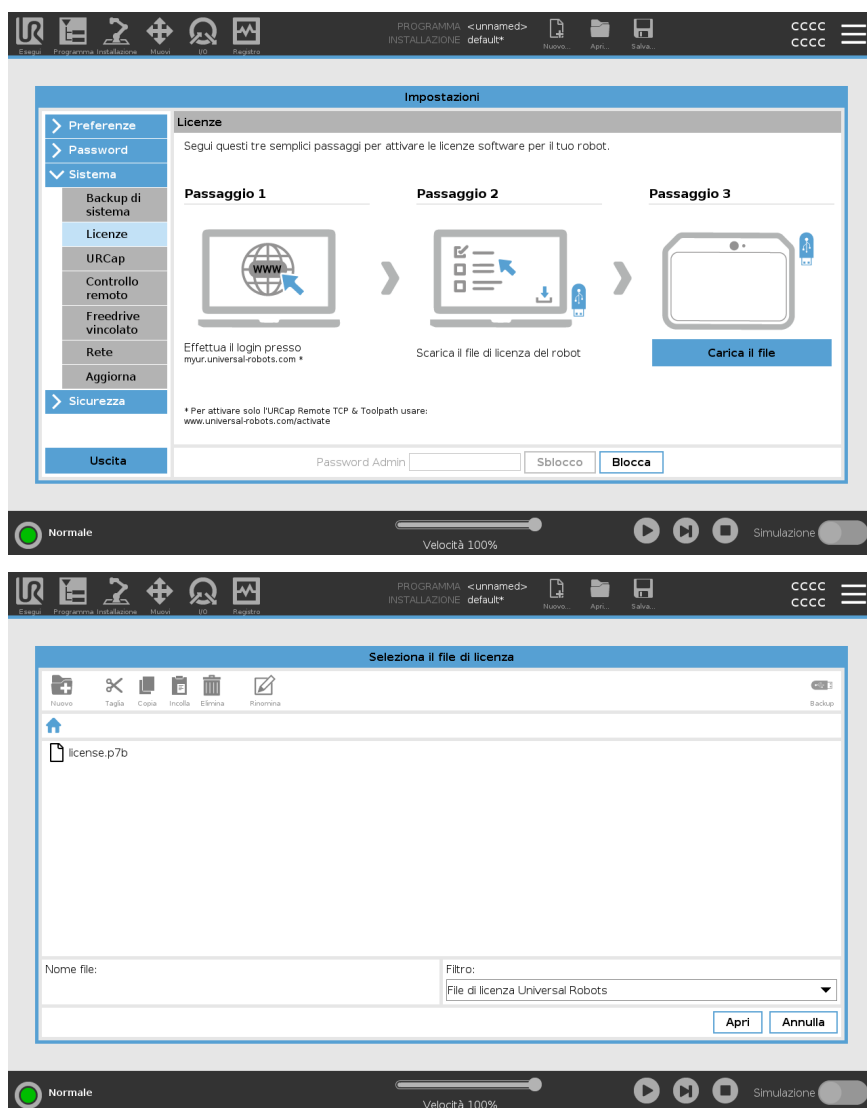 PROGRAMMA <unnamed>
INSTALLAZIONE default*
Esegui Programma Installazione Muovi I/O Registro Nuovo... Apri... Salva...
cccc
cccc
Impostazioni
Preferenze
Password
Sistema
Backup di
sistema
Licenze
URCap
Controllo
remoto
Freedrive
vincolato
Rete
Aggiorna
Sicurezza
Uscita
Licenze
Segui questi tre semplici passaggi per attivare le licenze software per il tuo robot.
Passaggio 1
Passaggio 2
Passaggio 3
WWW
Effettua il login presso
myur.universal-robots.com *
Scarica il file di licenza del robot
Carica il file
* Per attivare solo l'URCap Remote TCP & Toolpath usare:
www.universal-robots.com/activate
Password Admin Sblocco Blocca
Normale
Velocità 100%
Simulazione
PROGRAMMA <unnamed>
INSTALLAZIONE default*
Esegui Programma Installazione Muovi I/O Registro Nuovo... Apri... Salva...
cccc
cccc
Seleziona il file di licenza
Nuovo Taglia Copia Incolla Elimina Rinomina Backup
license.p7b
Nome file:
Filtro:
File di licenza Universal Robots
Apri Annulla
Normale
Velocità 100%
Simulazione